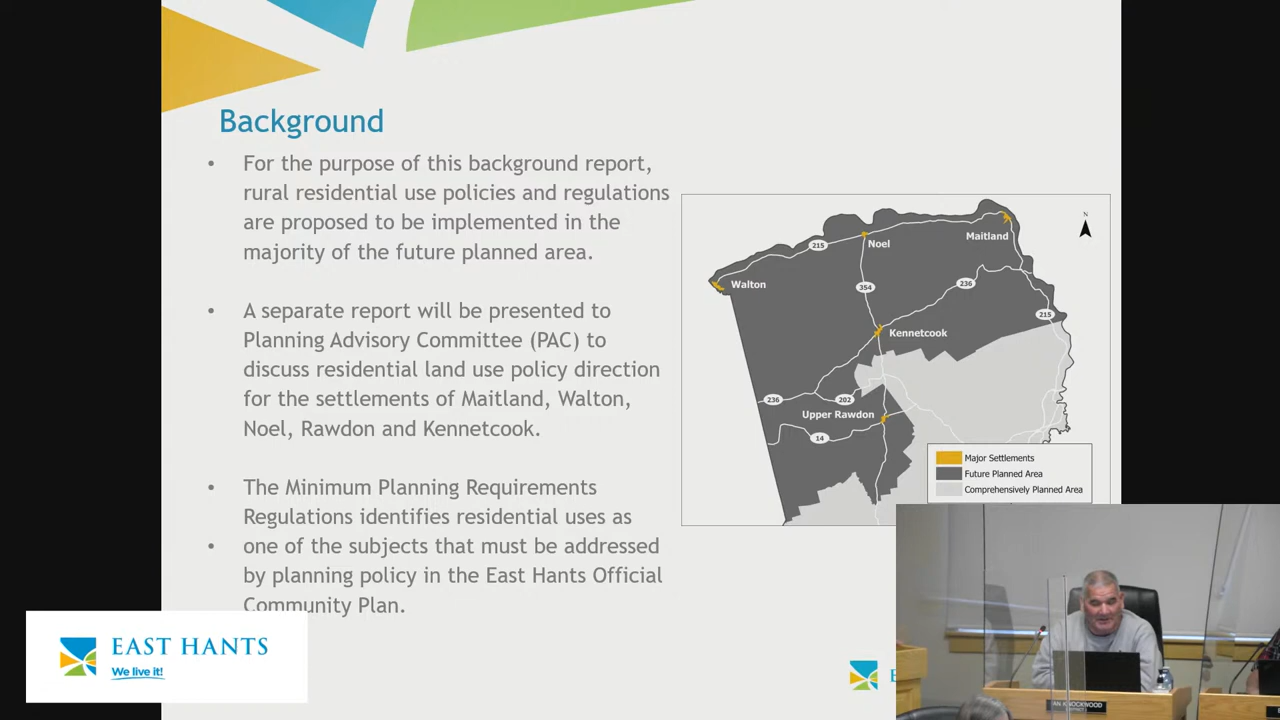 Background
• For the purpose of this background report,
rural residential use policies and regulations
are proposed to be implemented in the
majority of the future planned area.
• A separate report will be presented to
Planning Advisory Committee (PAC) to
discuss residential land use policy direction
for the settlements of Maitland, Walton,
Noel, Rawdon and Kennetcook.
• The Minimum Planning Requirements
Regulations identifies residential uses as
• one of the subjects that must be addressed
by planning policy in the East Hants Official
Community Plan.
N
Maitland
215
Noel
Walton
354
236
215
Kennetcook
236
202
Upper Rawdon
14
Major Settlements
Future Planned Area
Comprehensively Planned Area
EAST HANTS
We live it!
E
KNOCKWOOD